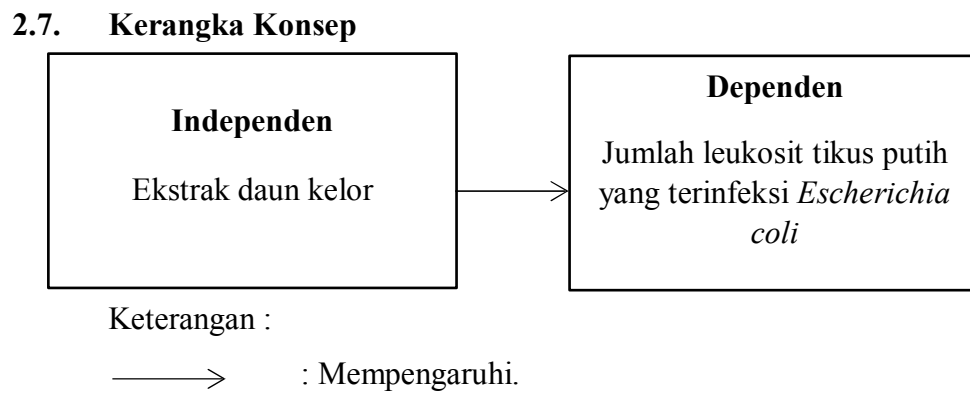 2.7. Kerangka Konsep
Independen
Ekstrak daun kelor
Dependen
Jumlah leukosit tikus putih
yang terinfeksi Escherichia
coli
Keterangan :
: Mempengaruhi.